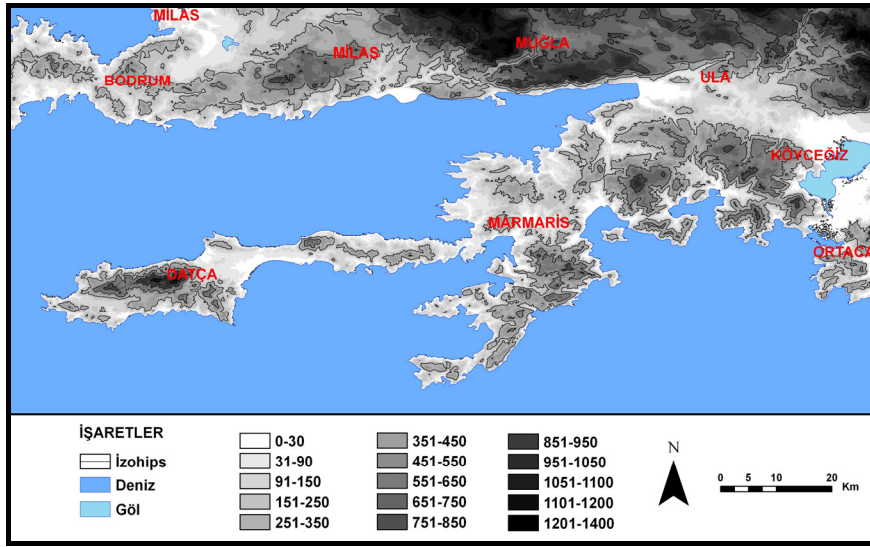 MİLAS
MİLAS
MUĞLA
BODRUM
ULA
KÖYCEĞİZ
MARMARİS
ORTACA
DATÇA
İŞARETLER
İzohips
Deniz
Göl
0-30
31-90
91-150
151-250
251-350
351-450
451-550
551-650
651-750
751-850
851-950
951-1050
1051-1100
1101-1200
1201-1400
N
0 5 10 20
Km